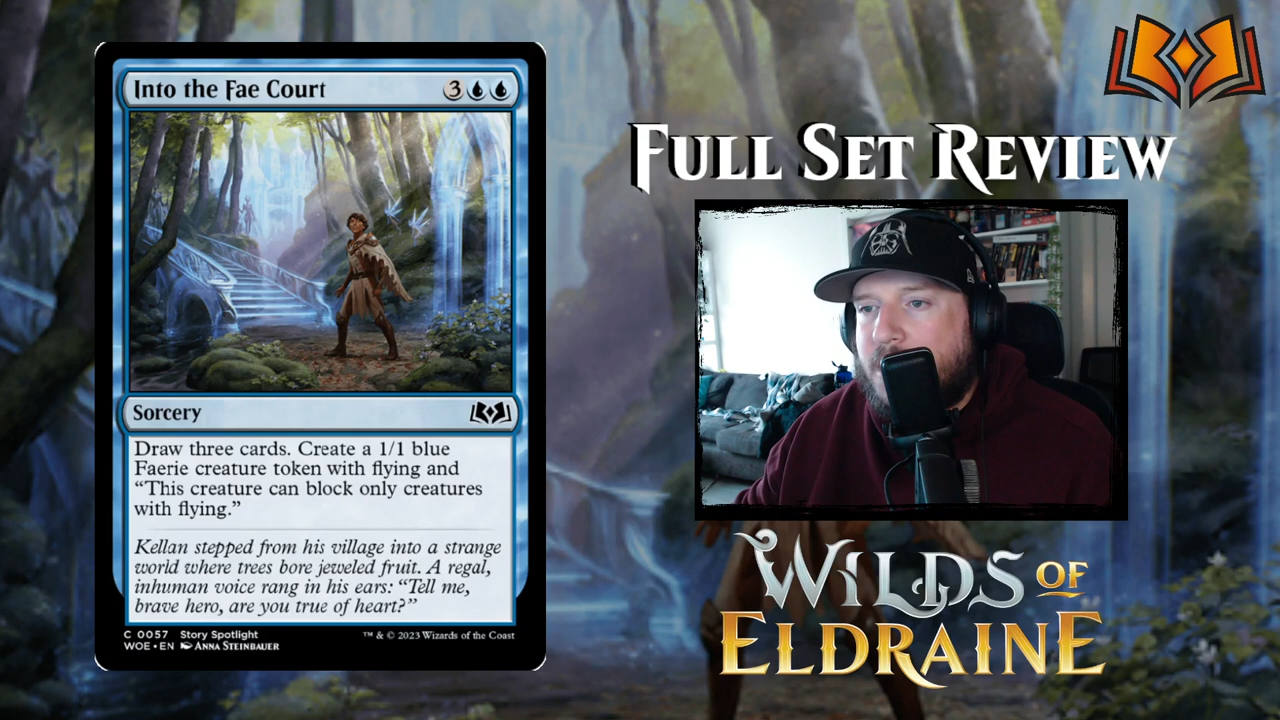 Into the Fae Court
3
Sorcery
Draw three cards. Create a 1/1 blue
Faerie creature token with flying and
“This creature can block only creatures
with flying.”
Kellan stepped from his village into a strange
world where trees bore jeweled fruit. A regal,
inhuman voice rang in his ears: “Tell me,
brave hero, are you true of heart?”
C 0057 Story Spotlight
WOE • EN Anna Steinbauer
™ & © 2023 Wizards of the Coast
Full Set Review
Wilds of
Eldraine